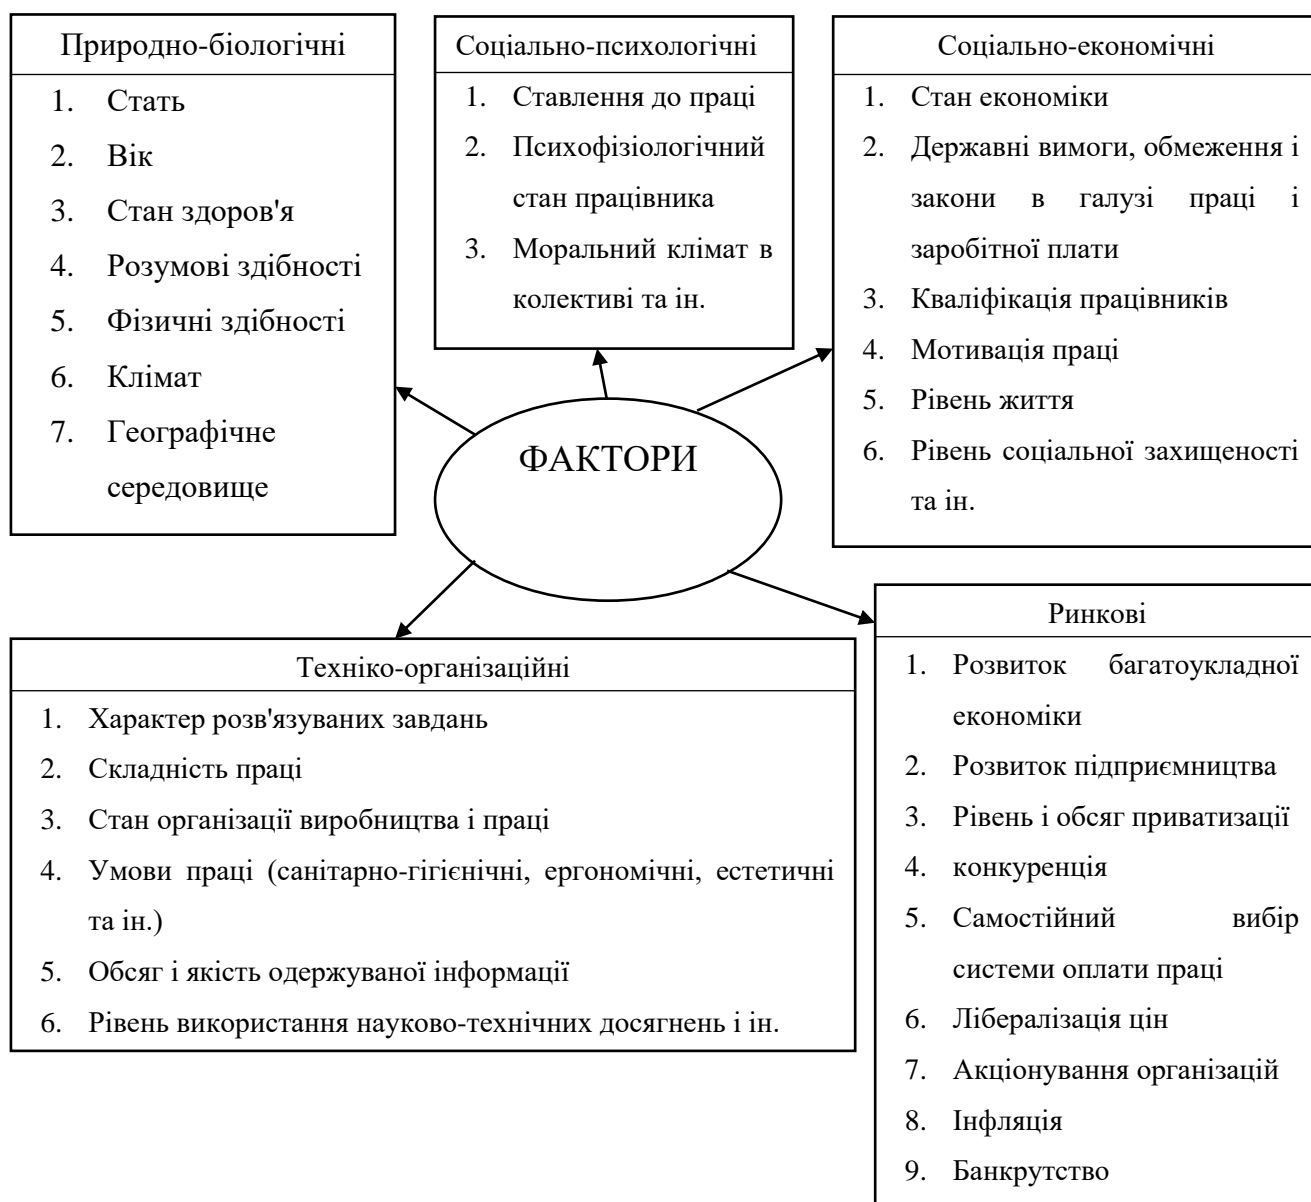 Природно-біологічні
1. Стать
2. Вік
3. Стан здоров'я
4. Розумові здібності
5. Фізичні здібності
6. Клімат
7. Географічне
середовище
Соціально-психологічні
1. Ставлення до праці
2. Психофізіологічний
стан працівника
3. Моральний клімат в
колективі та ін.
Соціально-економічні
1. Стан економіки
2. Державні вимоги, обмеження і
закони в галузі праці і
заробітної плати
3. Кваліфікація працівників
4. Мотивація праці
5. Рівень життя
6. Рівень соціальної захищеності
та ін.
ФАКТОРИ
Техніко-організаційні
1. Характер розв'язуваних завдань
2. Складність праці
3. Стан організації виробництва і праці
4. Умови праці (санітарно-гігієнічні, ергономічні, естетичні
та ін.)
5. Обсяг і якість одержуваної інформації
6. Рівень використання науково-технічних досягнень і ін.
Ринкові
1. Розвиток багатоукладної
економіки
2. Розвиток підприємництва
3. Рівень і обсяг приватизації
4. конкуренція
5. Самостійний вибір
системи оплати праці
6. Лібералізація цін
7. Акціонування організацій
8. Інфляція
9. Банкрутство